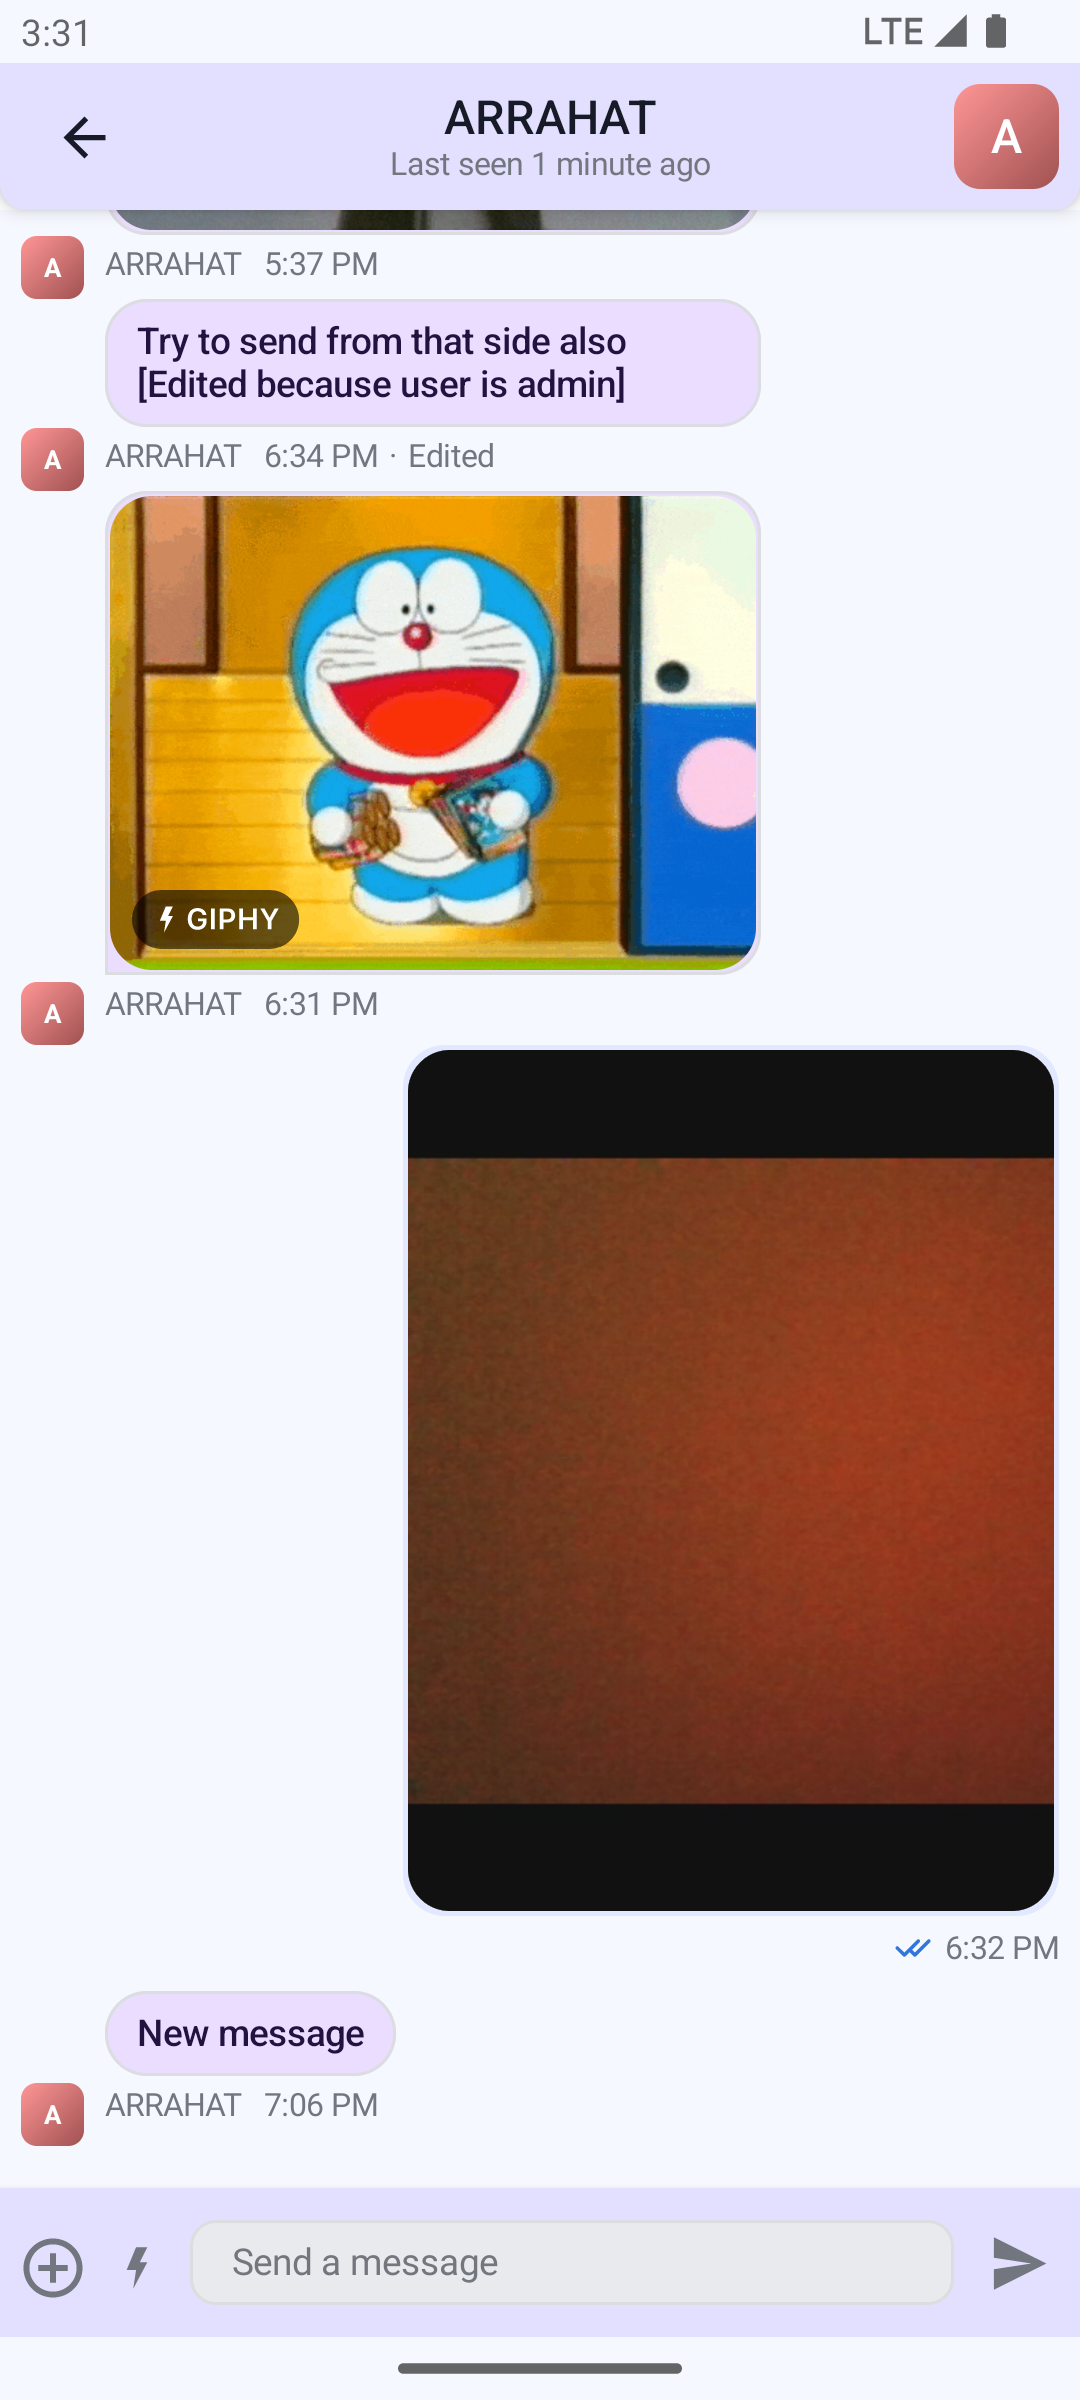 3:31
LTE
ARRAHAT
Last seen 1 minute ago
A
A
ARRAHAT 5:37 PM
Try to send from that side also
[Edited because user is admin]
A
ARRAHAT 6:34 PM · Edited
GIPHY
A
ARRAHAT 6:31 PM
6:32 PM
New message
A
ARRAHAT 7:06 PM
Send a message